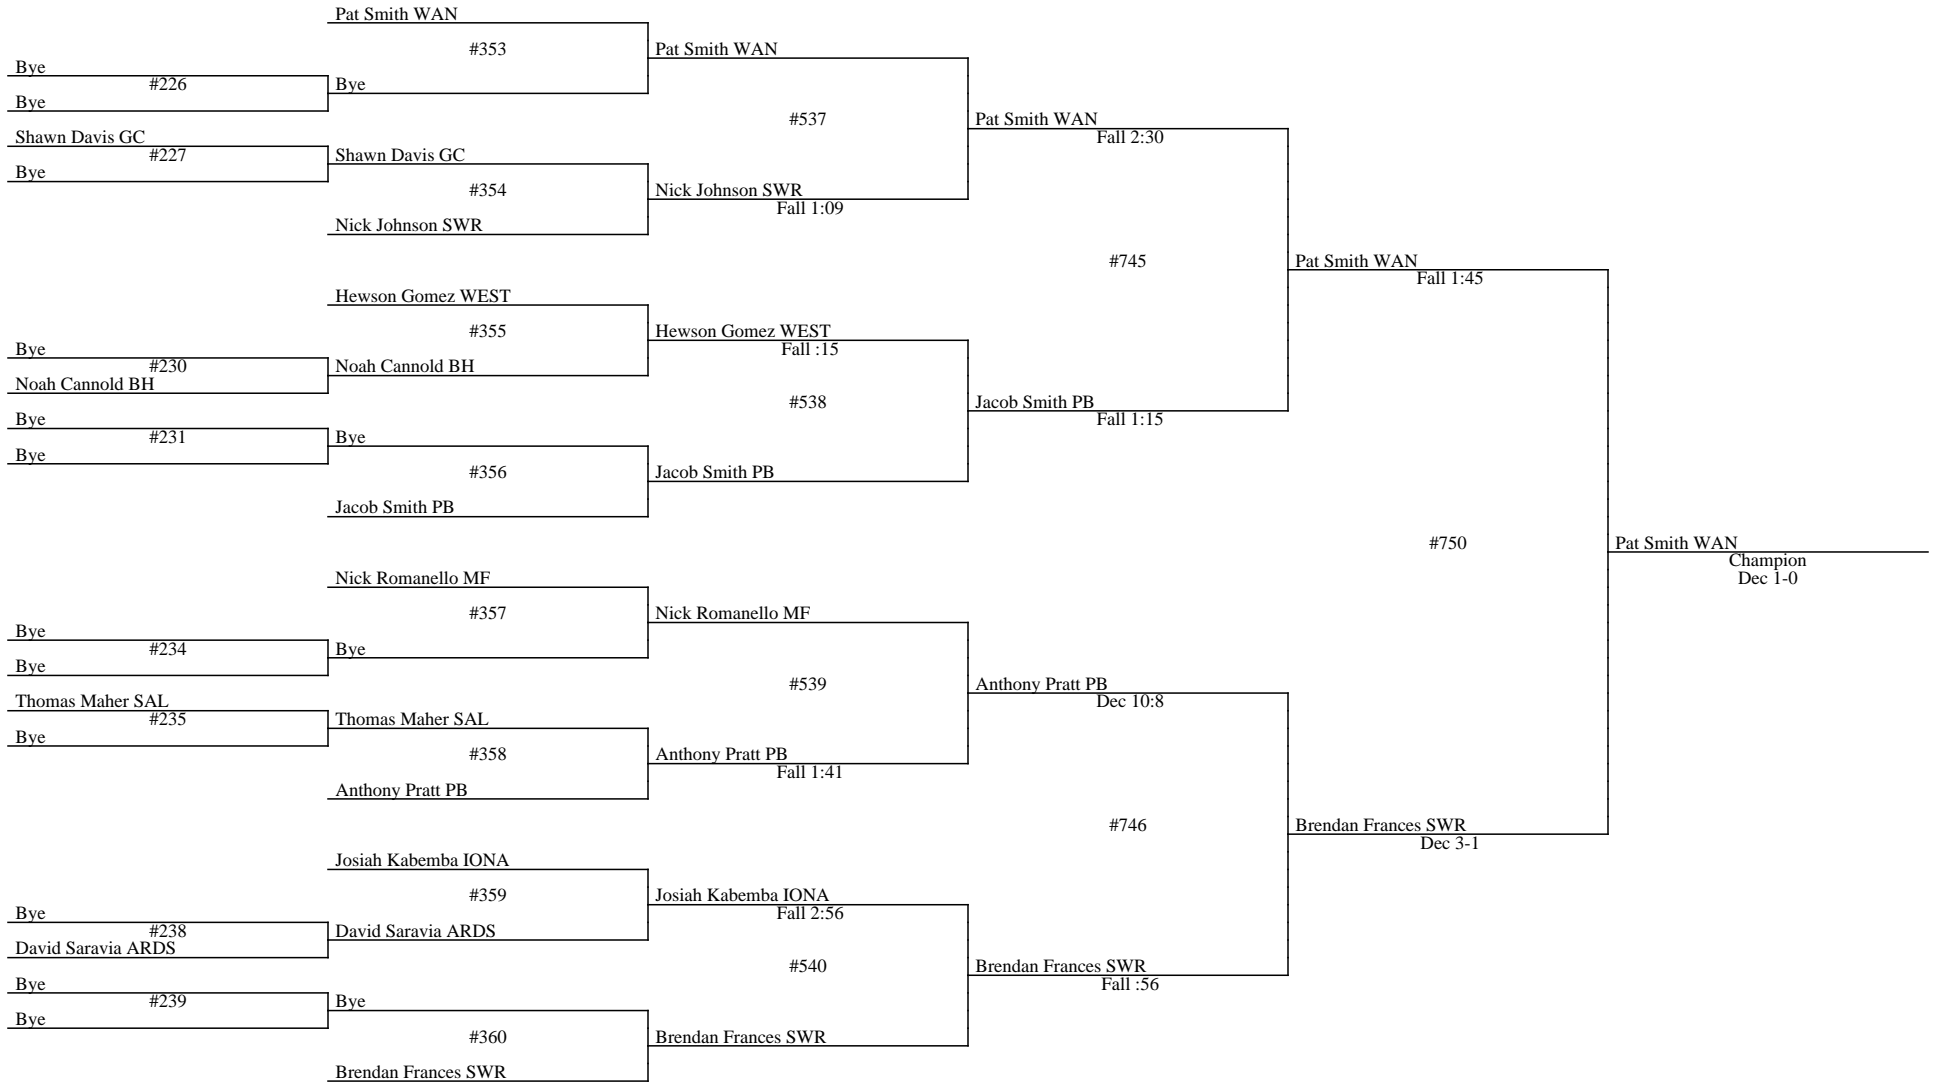 Pat Smith WAN
#353
Pat Smith WAN
Bye
#226
Bye
Bye
#537
Pat Smith WAN
Fall 2:30
Shawn Davis GC
#227
Shawn Davis GC
Bye
#354
Nick Johnson SWR
Fall 1:09
Nick Johnson SWR
#745
Pat Smith WAN
Fall 1:45
Hewson Gomez WEST
#355
Hewson Gomez WEST
Fall :15
Bye
#230
Noah Cannold BH
Noah Cannold BH
#538
Jacob Smith PB
Fall 1:15
Bye
#231
Bye
Bye
#356
Jacob Smith PB
Jacob Smith PB
#750
Pat Smith WAN
Champion
Dec 1-0
Nick Romanello MF
#357
Nick Romanello MF
Bye
#234
Bye
Bye
#539
Anthony Pratt PB
Dec 10:8
Thomas Maher SAL
#235
Thomas Maher SAL
Bye
#358
Anthony Pratt PB
Fall 1:41
Anthony Pratt PB
#746
Brendan Frances SWR
Dec 3-1
Josiah Kabemba IONA
#359
Josiah Kabemba IONA
Fall 2:56
Bye
#238
David Saravia ARDS
David Saravia ARDS
#540
Brendan Frances SWR
Fall :56
Bye
#239
Bye
Bye
#360
Brendan Frances SWR
Brendan Frances SWR